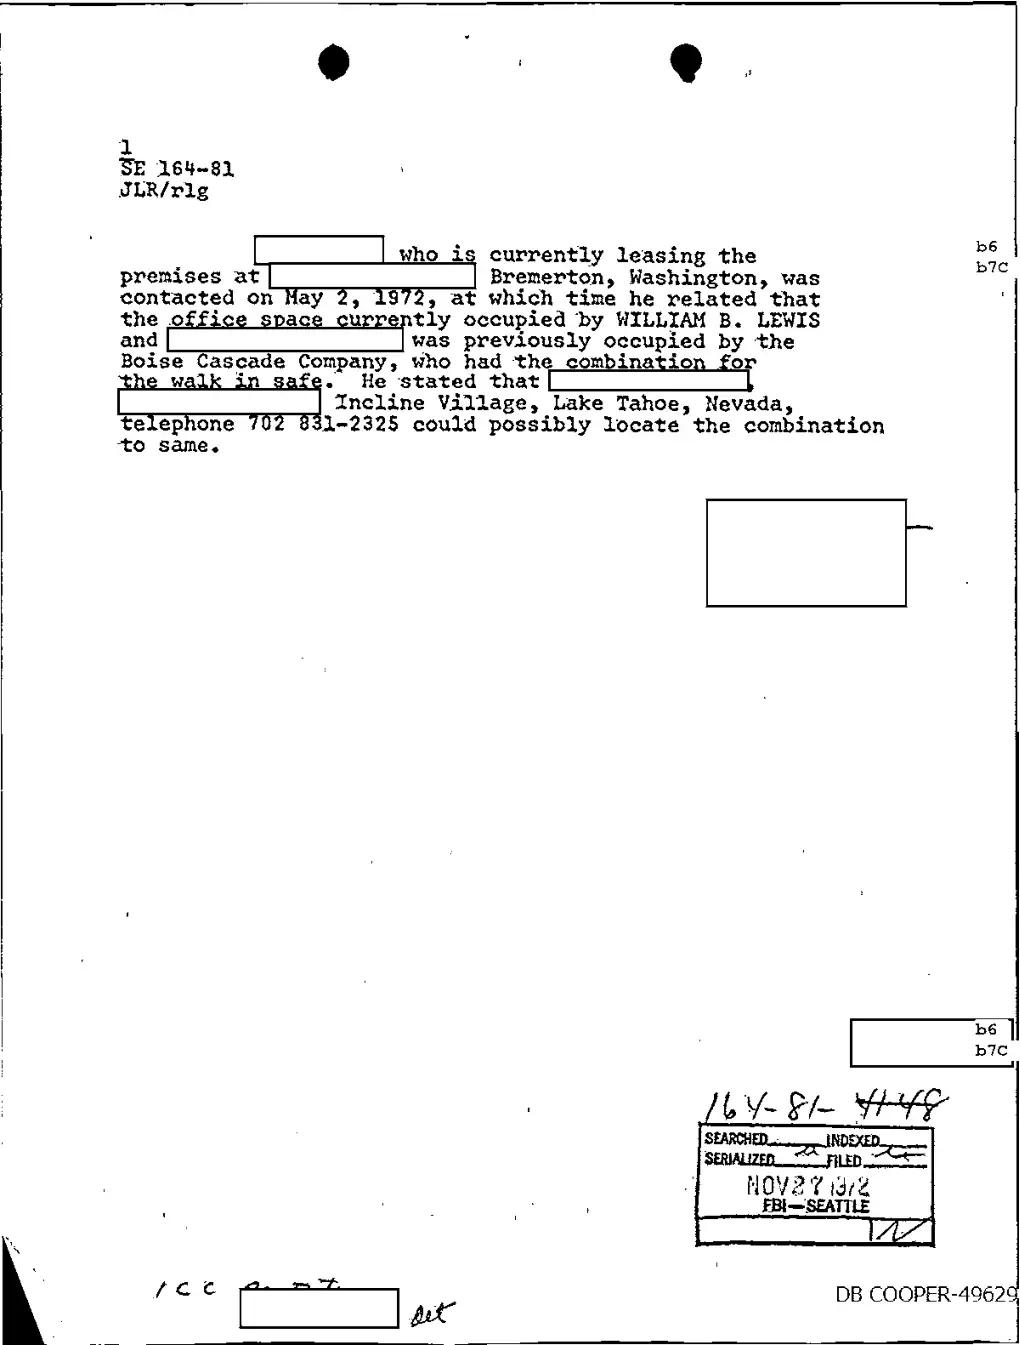 1
SE 164-81
JLR/rlg
who is currently leasing the
b6
premises at Bremerton, Washington, was
b7C
contacted on May 2, 1972, at which time he related that
the office space currently occupied by WILLIAM B. LEWIS
and was previously occupied by the
Boise Cascade Company, who had the combination for
the walk in safe. He stated that
Incline Village, Lake Tahoe, Nevada,
telephone 702 831-2325 could possibly locate the combination
to same.
b6
b7C
164-81-
SEARCHED INDEXED
SERIALIZED FILED
NOV 27 1972
FBI—SEATTLE
1CC
DB COOPER-49629